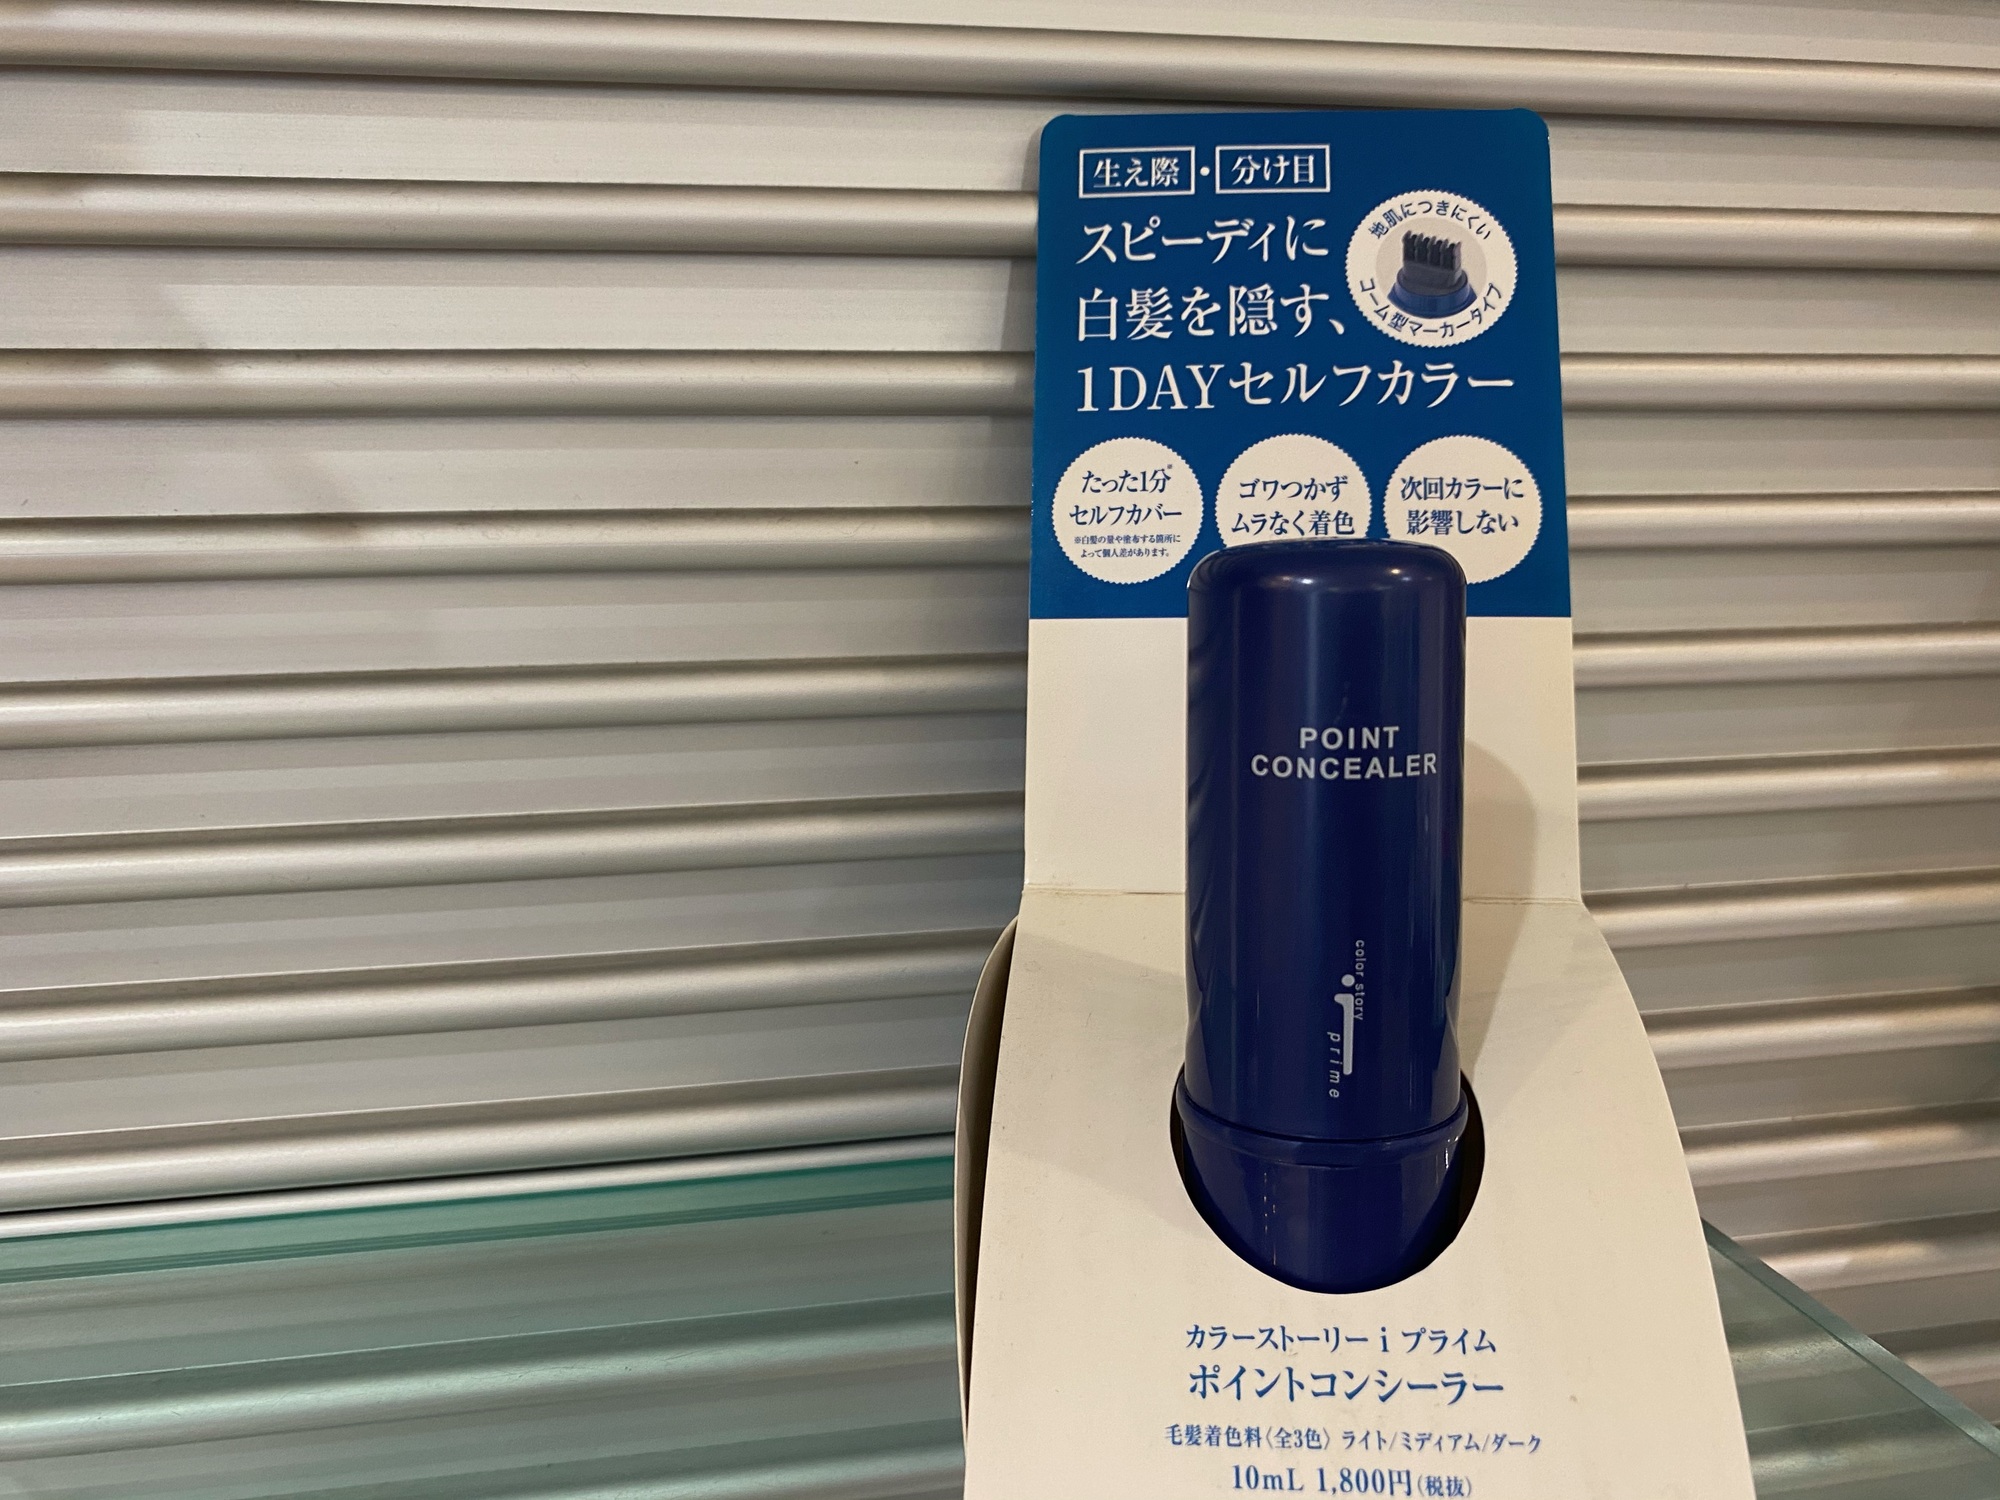 生え際・分け目
スピーディに
白髪を隠す、
1DAYセルフカラー
地肌につきにくい
コーム型マーカータイプ
たった1分※
セルフカバー
※白髪の量や塗布する箇所に
よって個人差があります。
ゴワつかず
ムラなく着色
次回カラーに
影響しない
POINT
CONCEALER
color story
i
prime
カラーストーリー i プライム
ポイントコンシーラー
毛髪着色料〈全3色〉 ライト/ミディアム/ダーク
10mL 1,800円(税抜)